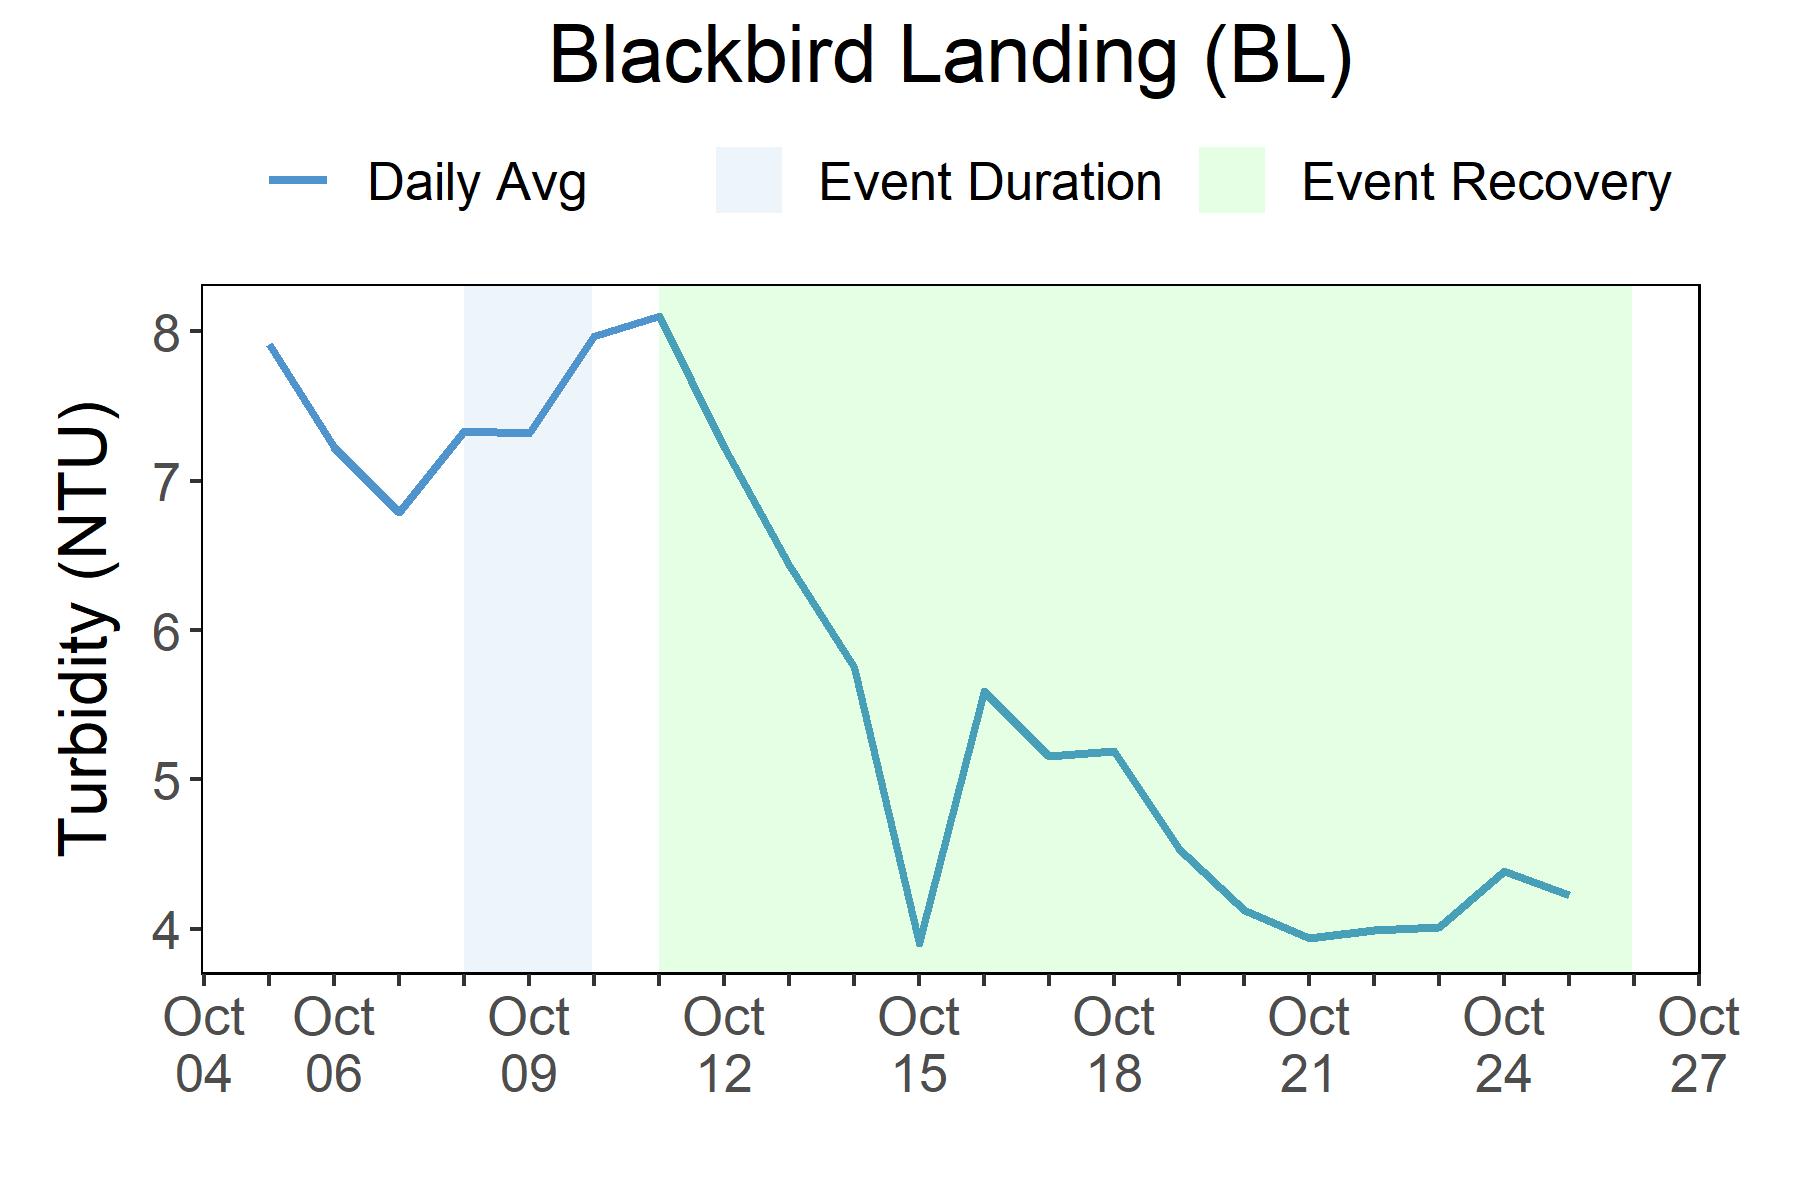 Blackbird Landing (BL)
Daily Avg
Event Duration
Event Recovery
Turbidity (NTU)
8
7
6
5
4
Oct
04
Oct
06
Oct
09
Oct
12
Oct
15
Oct
18
Oct
21
Oct
24
Oct
27